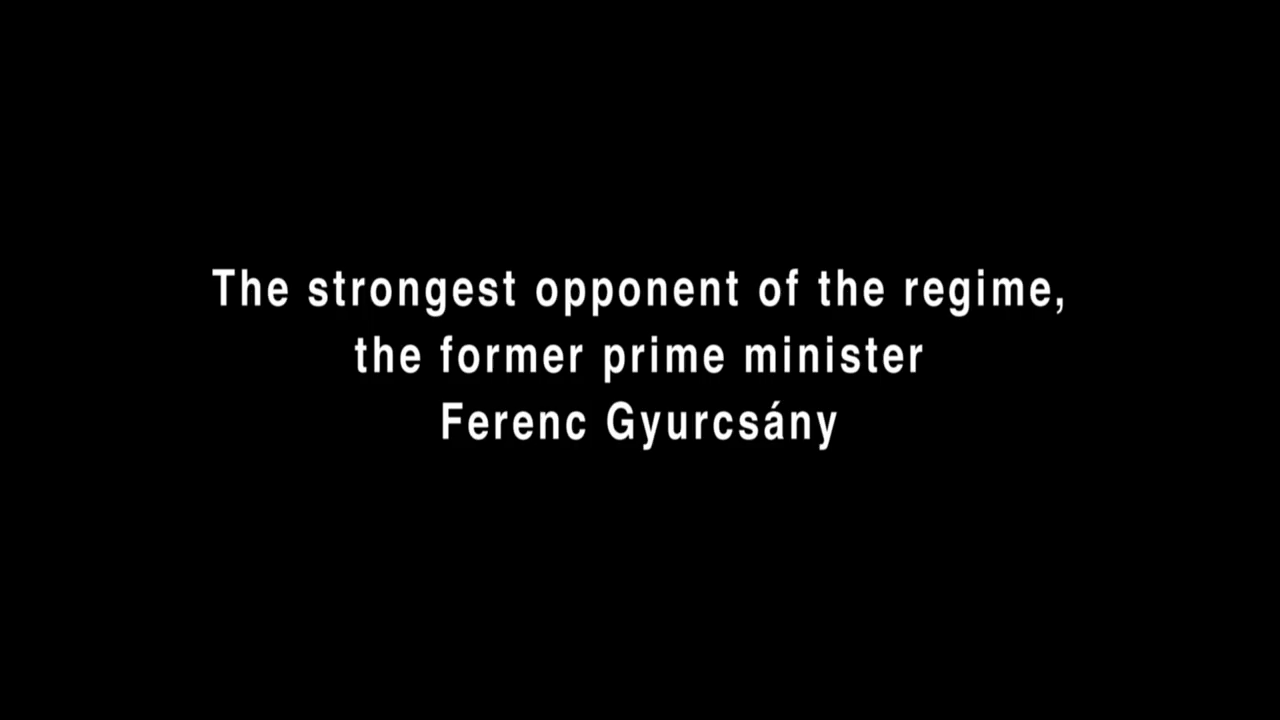 The strongest opponent of the regime,
the former prime minister
Ferenc Gyurcsány